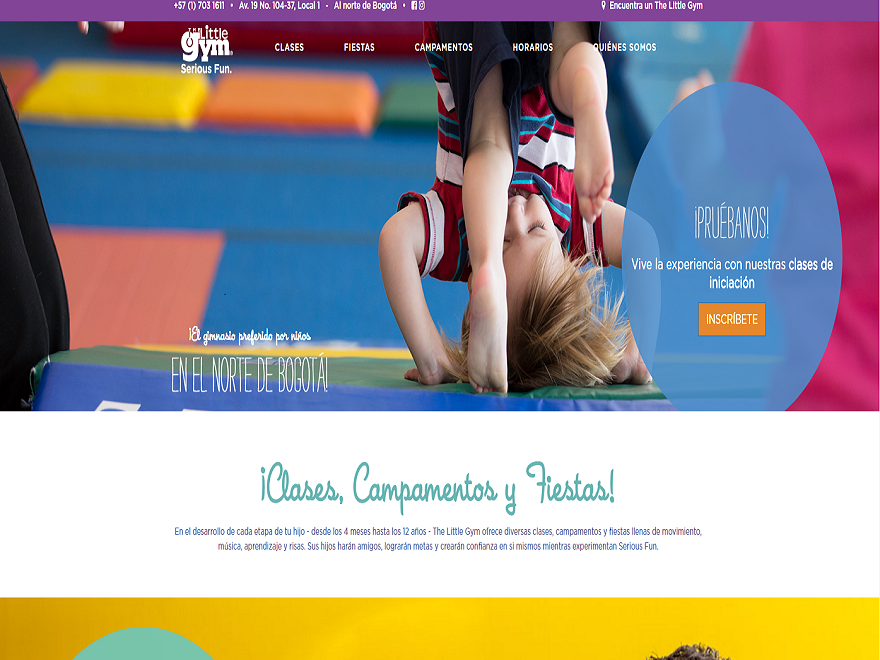 +57 (1) 703 1611 • Av. 19 No. 104-37, Local 1 - Al norte de Bogotá •
Encuentra un The Little Gym
THE
Little
gym
Serious Fun.
CLASES
FIESTAS
CAMPAMENTOS
HORARIOS
QUIÉNES SOMOS
¡PRUÉBANOS!
Vive la experiencia con nuestras clases de
iniciación
INSCRÍBETE
¡El gimnasio preferido por niños
EN EL NORTE DE BOGOTÁ!
¡Clases, Campamentos y Fiestas!
En el desarrollo de cada etapa de tu hijo - desde los 4 meses hasta los 12 años - The Little Gym ofrece diversas clases, campamentos y fiestas llenas de movimiento,
música, aprendizaje y risas. Sus hijos harán amigos, lograrán metas y crearán confianza en si mismos mientras experimentan Serious Fun.